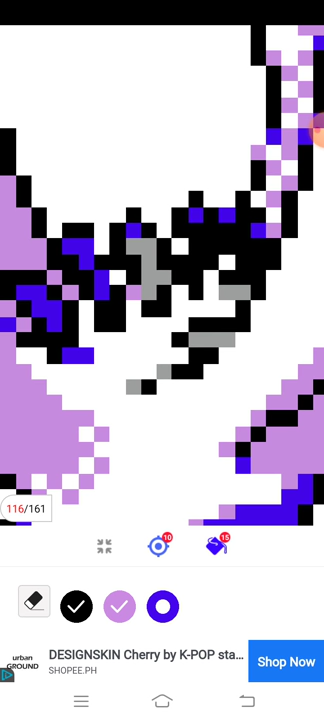 116/161
10
15
urban
GROUND
DESIGNSKIN Cherry by K-POP sta...
SHOPEE.PH
Shop Now